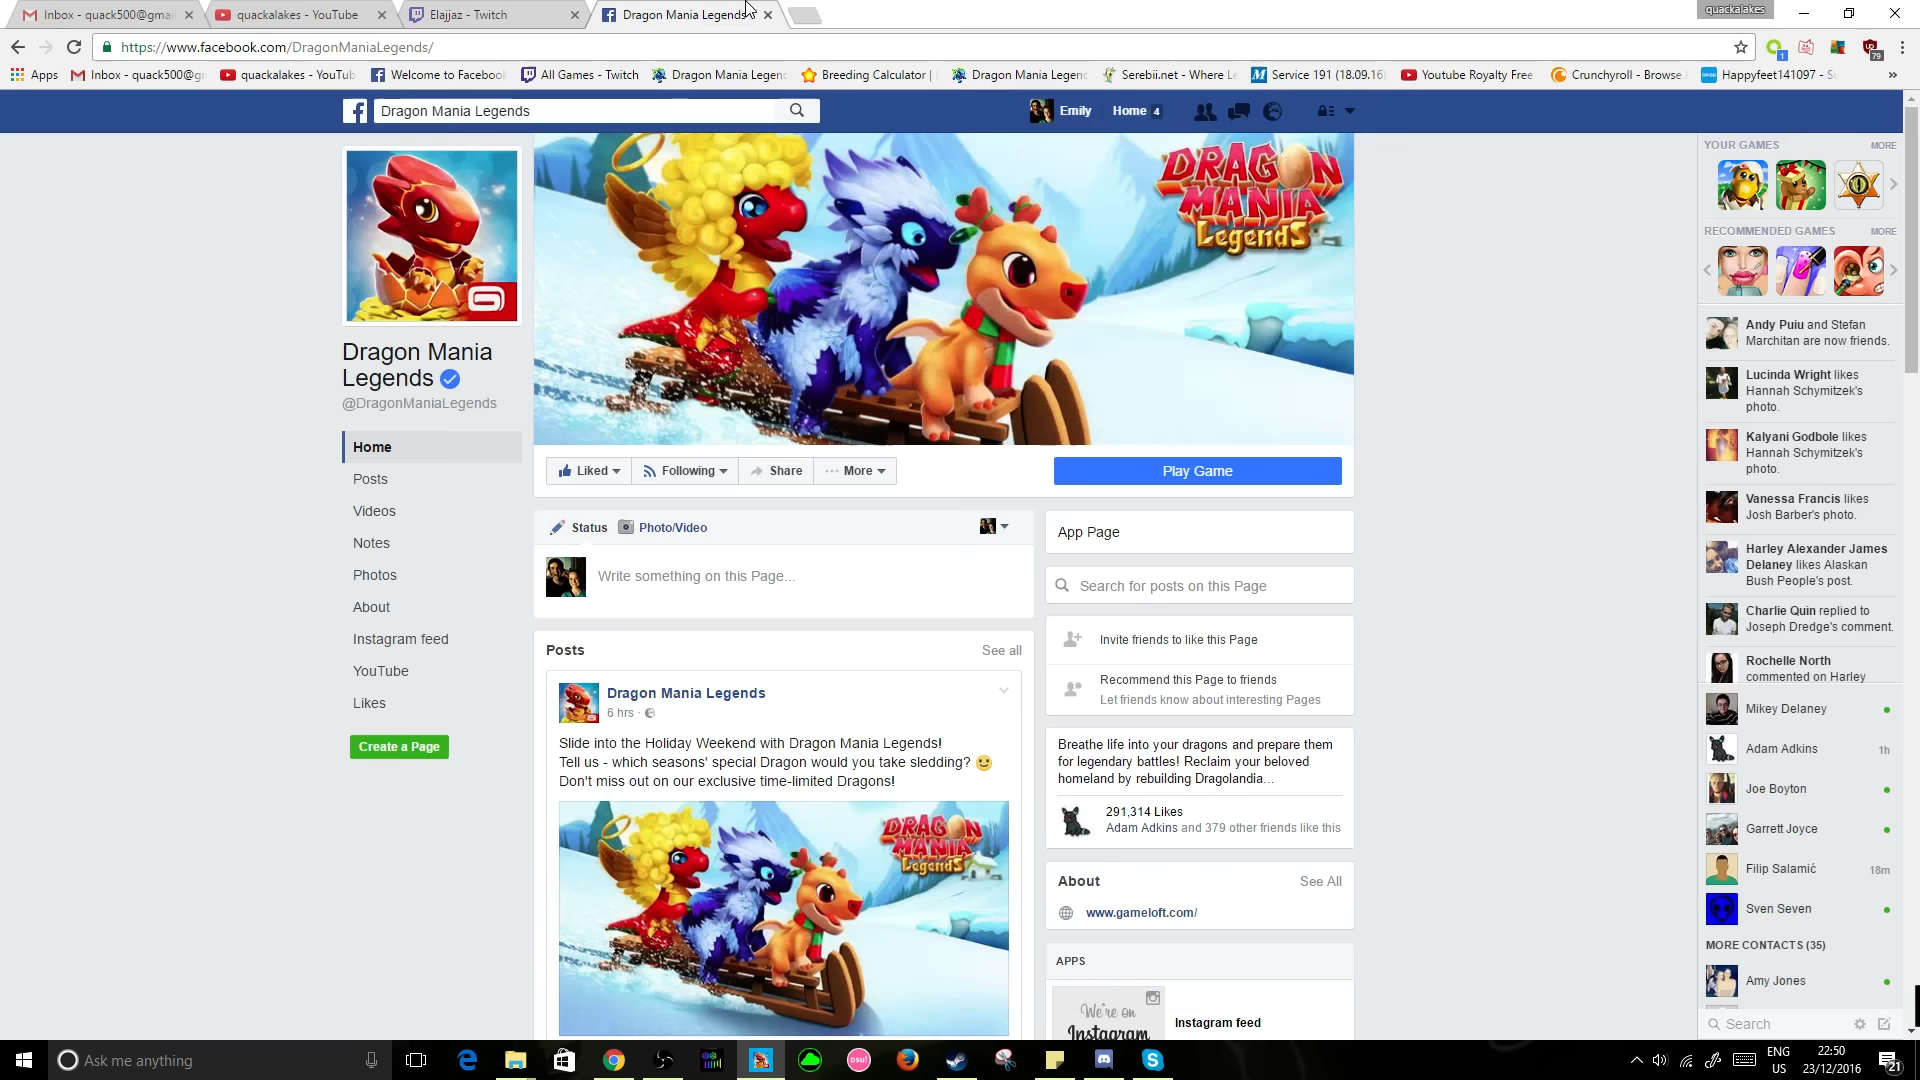 Inbox - quack500@gmai
quackalakes - YouTube
Elajjaz - Twitch
Dragon Mania Legends
quackalakes
https://www.facebook.com/DragonManiaLegends/
1
79
Apps
Inbox - quack500@g
quackalakes - YouTub
Welcome to Facebook
All Games - Twitch
Dragon Mania Legend
Breeding Calculator |
Dragon Mania Legend
Serebii.net - Where L
Service 191 (18.09.16)
Youtube Royalty Free
Crunchyroll - Browse
Happyfeet141097 - S
»
Dragon Mania Legends
Emily
Home 4
DRAGON
MANIA
Legends
Dragon Mania
Legends
@DragonManiaLegends
Home
Posts
Videos
Notes
Photos
About
Instagram feed
YouTube
Likes
Create a Page
Liked
Following
Share
More
Play Game
Status
Photo/Video
Write something on this Page...
Posts
See all
Dragon Mania Legends
6 hrs ·
Slide into the Holiday Weekend with Dragon Mania Legends!
Tell us - which seasons' special Dragon would you take sledding?
Don't miss out on our exclusive time-limited Dragons!
DRAGON
MANIA
Legends
App Page
Search for posts on this Page
Invite friends to like this Page
Recommend this Page to friends
Let friends know about interesting Pages
Breathe life into your dragons and prepare them
for legendary battles! Reclaim your beloved
homeland by rebuilding Dragolandia...
291,314 Likes
Adam Adkins and 379 other friends like this
About
See All
www.gameloft.com/
APPS
We're on
Instagram
Instagram feed
YOUR GAMES
MORE
RECOMMENDED GAMES
MORE
Andy Puiu and Stefan
Marchitan are now friends.
Lucinda Wright likes
Hannah Schymitzek's
photo.
Kalyani Godbole likes
Hannah Schymitzek's
photo.
Vanessa Francis likes
Josh Barber's photo.
Harley Alexander James
Delaney likes Alaskan
Bush People's post.
Charlie Quin replied to
Joseph Dredge's comment.
Rochelle North
commented on Harley
Mikey Delaney
Adam Adkins
1h
Joe Boyton
Garrett Joyce
Filip Salamić
18m
Sven Seven
MORE CONTACTS (35)
Amy Jones
Search
Ask me anything
osu!
ENG
US
22:50
23/12/2016
21